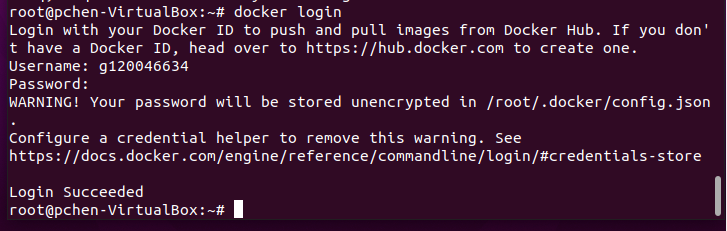 root@pchen-VirtualBox:~# docker login
Login with your Docker ID to push and pull images from Docker Hub. If you don'
t have a Docker ID, head over to https://hub.docker.com to create one.
Username: g120046634
Password:
WARNING! Your password will be stored unencrypted in /root/.docker/config.json
.
Configure a credential helper to remove this warning. See
https://docs.docker.com/engine/reference/commandline/login/#credentials-store

Login Succeeded
root@pchen-VirtualBox:~#